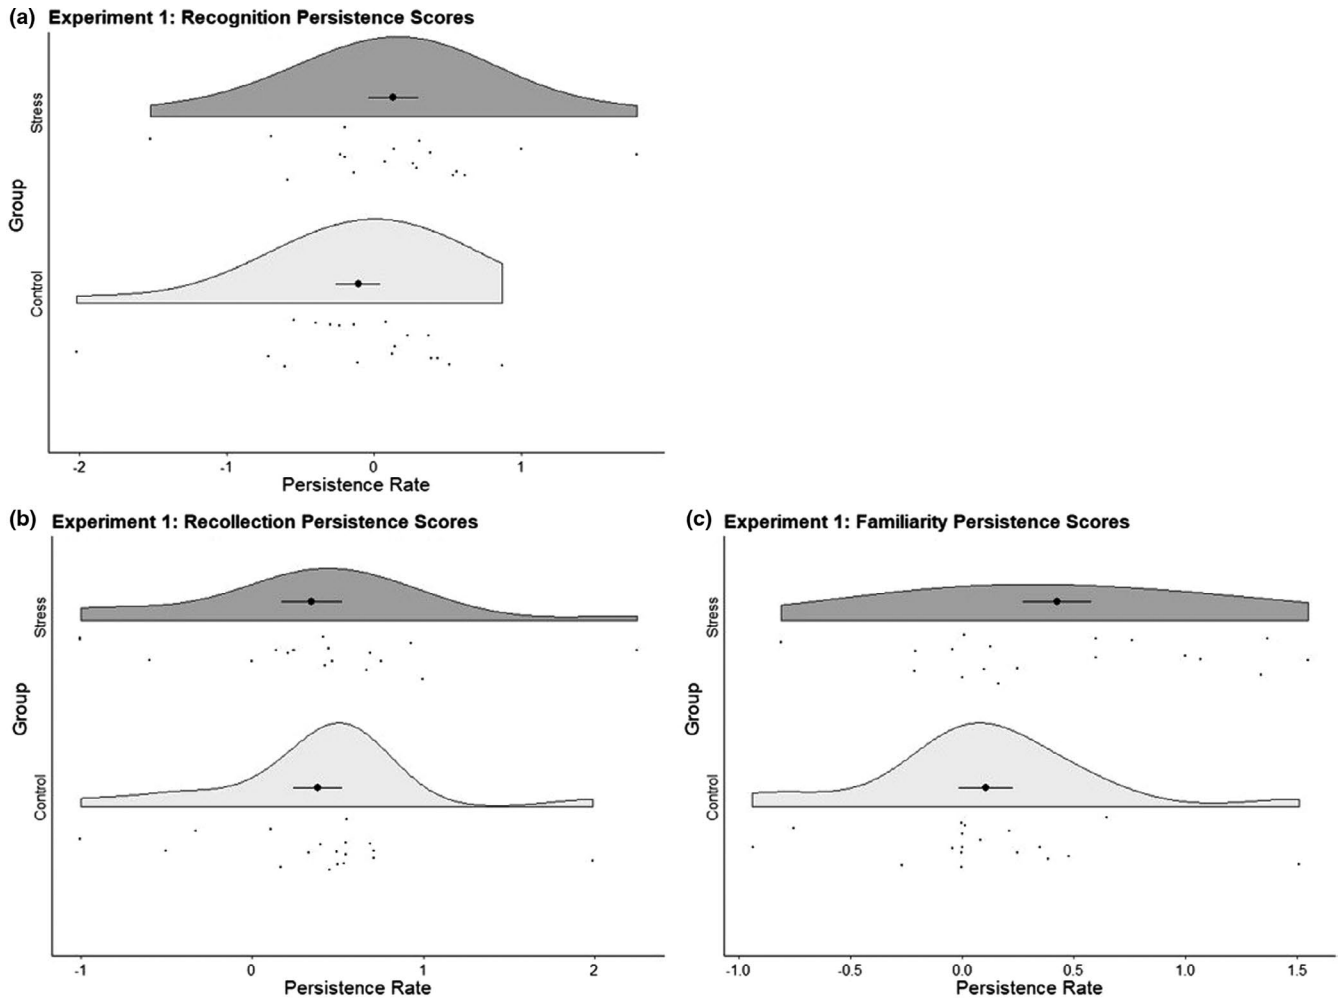 (a) Experiment 1: Recognition Persistence Scores
Stress
Group
Control
-2 -1 0 1
Persistence Rate
(b) Experiment 1: Recollection Persistence Scores
Stress
Group
Control
-1 0 1 2
Persistence Rate
(c) Experiment 1: Familiarity Persistence Scores
Stress
Group
Control
-1.0 -0.5 0.0 0.5 1.0 1.5
Persistence Rate